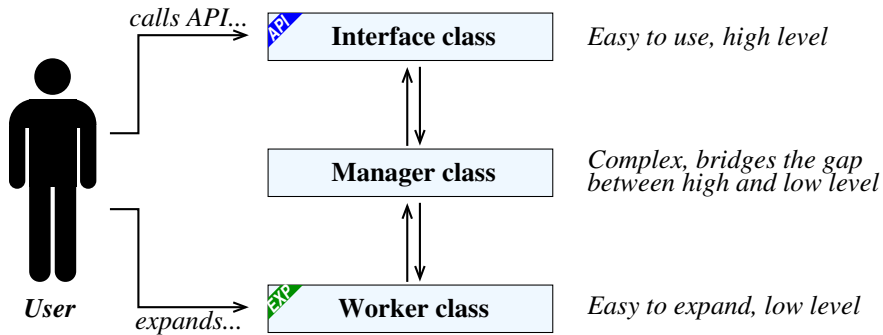 calls API...
API
Interface class
Easy to use, high level
Manager class
Complex, bridges the gap
between high and low level
User
expands...
EXP
Worker class
Easy to expand, low level